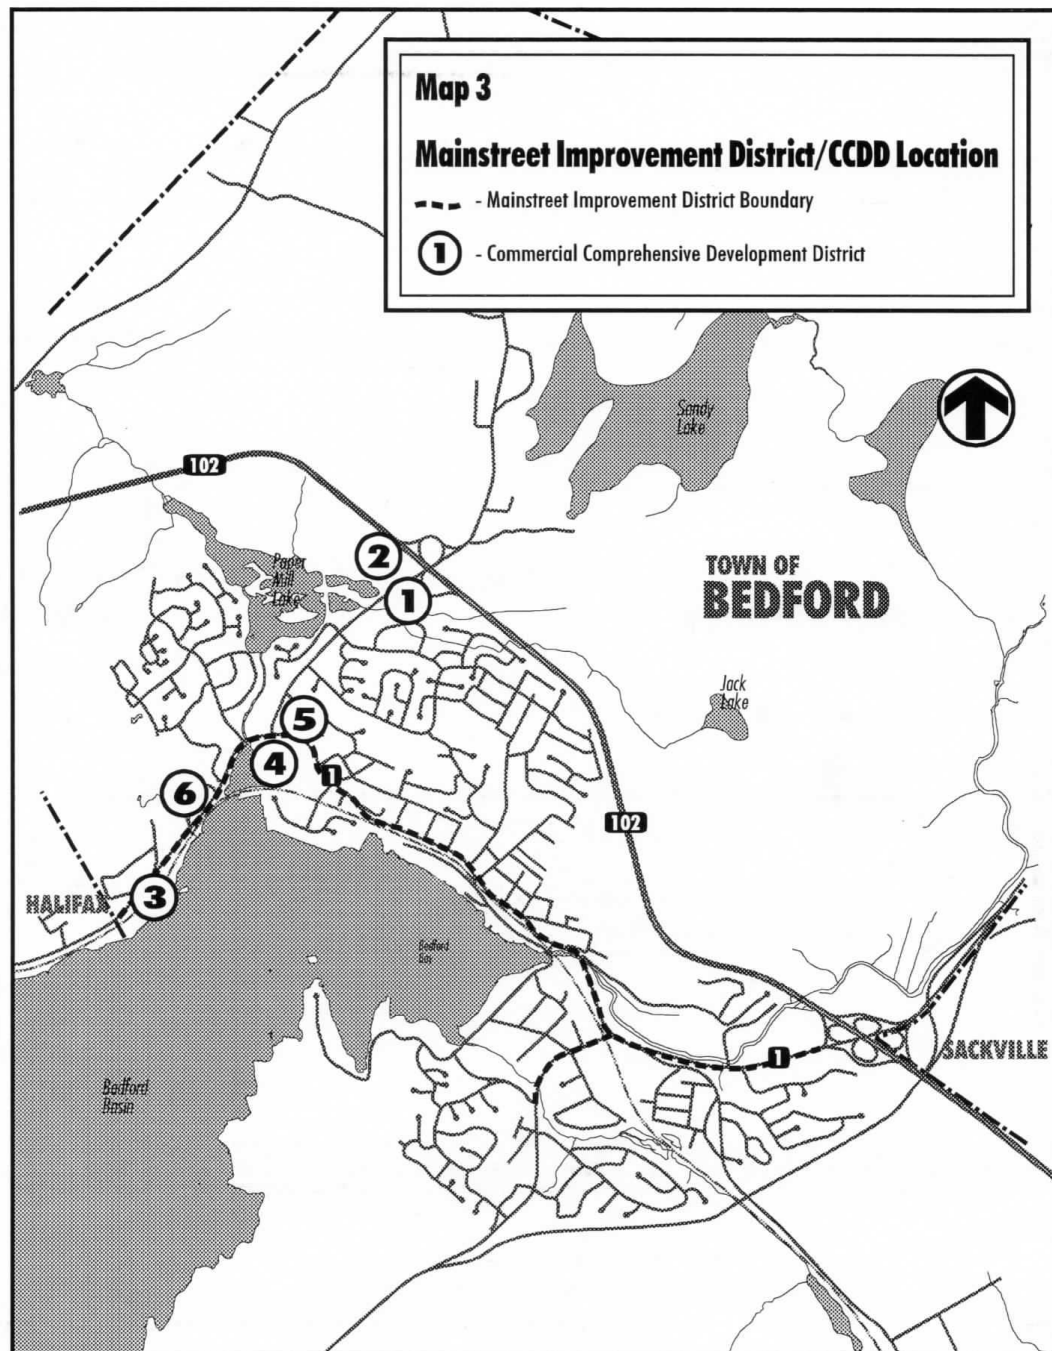 Map 3
Mainstreet Improvement District/CCDD Location
- Mainstreet Improvement District Boundary
1 - Commercial Comprehensive Development District
Sandy
Lake
102
2
Paper
Mill
Lake
1
TOWN OF
BEDFORD
Jack
Lake
5
4
1
6
102
3
HALIFAX
Bedford
Bay
1
SACKVILLE
Bedford
Basin